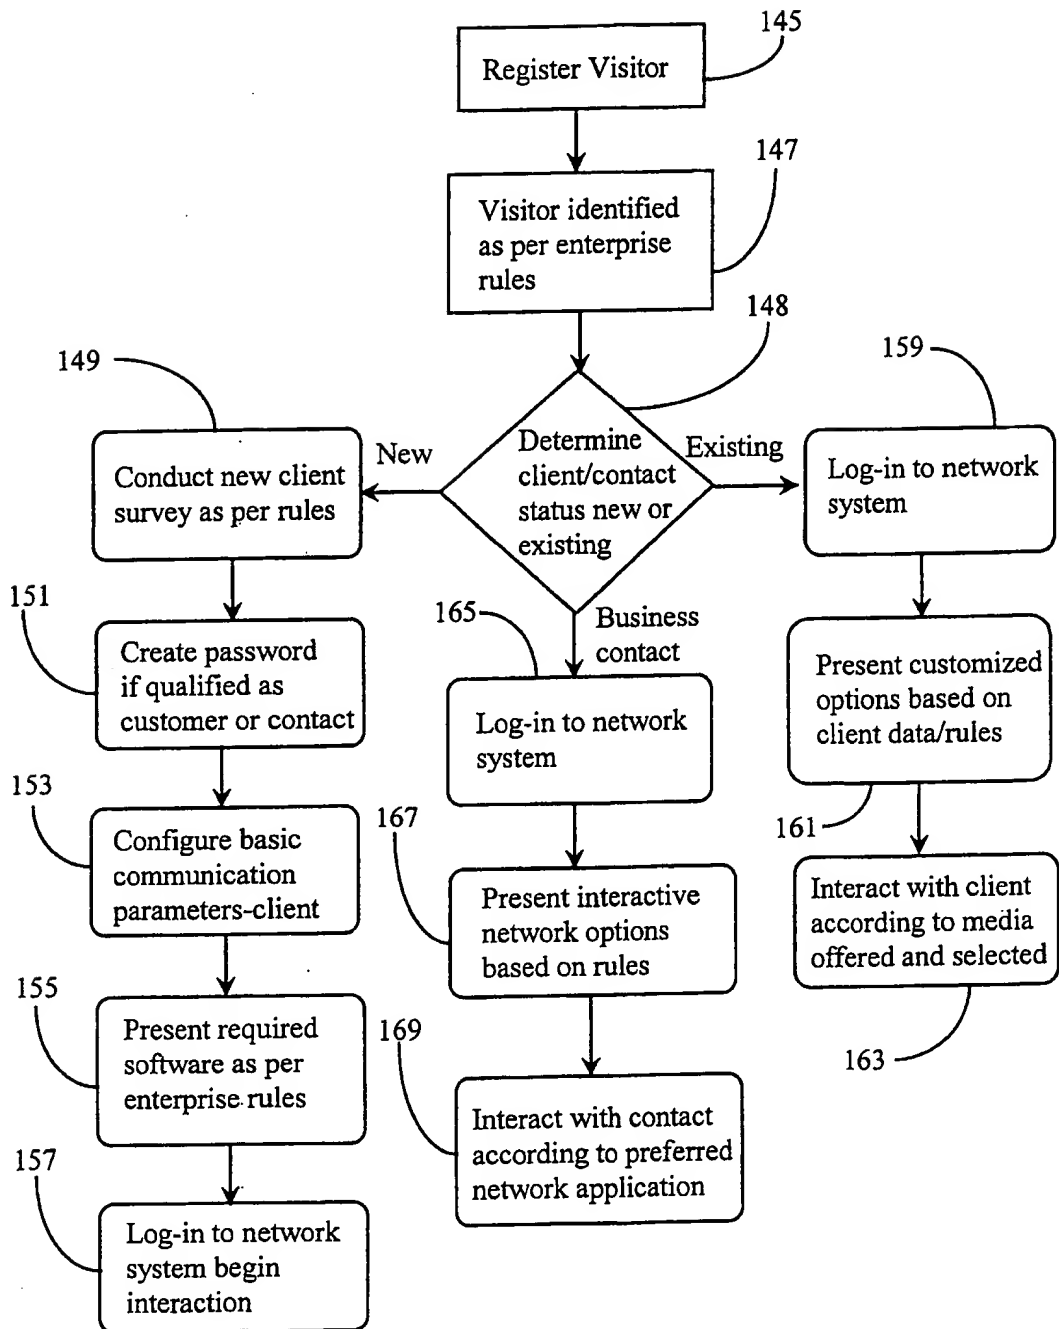 145
Register Visitor
147
Visitor identified
as per enterprise
rules
148
149
159
New
Determine
client/contact
status new or
existing
Existing
Conduct new client
survey as per rules
Log-in to network
system
151
Create password
if qualified as
customer or contact
165
Business
contact
Log-in to network
system
Present customized
options based on
client data/rules
161
153
Configure basic
communication
parameters-client
167
Present interactive
network options
based on rules
Interact with client
according to media
offered and selected
163
155
Present required
software as per
enterprise rules
169
Interact with contact
according to preferred
network application
157
Log-in to network
system begin
interaction